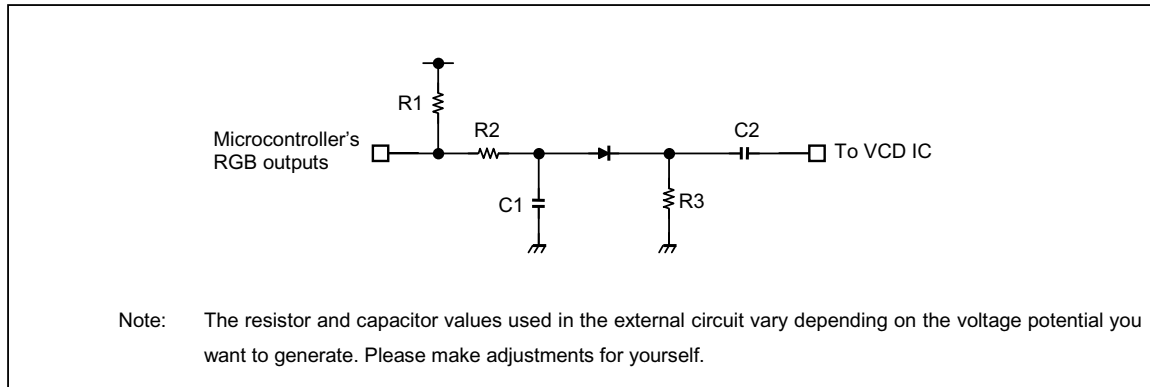 R1
R2
C2
Microcontroller's
RGB outputs
To VCD IC
C1
R3
Note: The resistor and capacitor values used in the external circuit vary depending on the voltage potential you
want to generate. Please make adjustments for yourself.